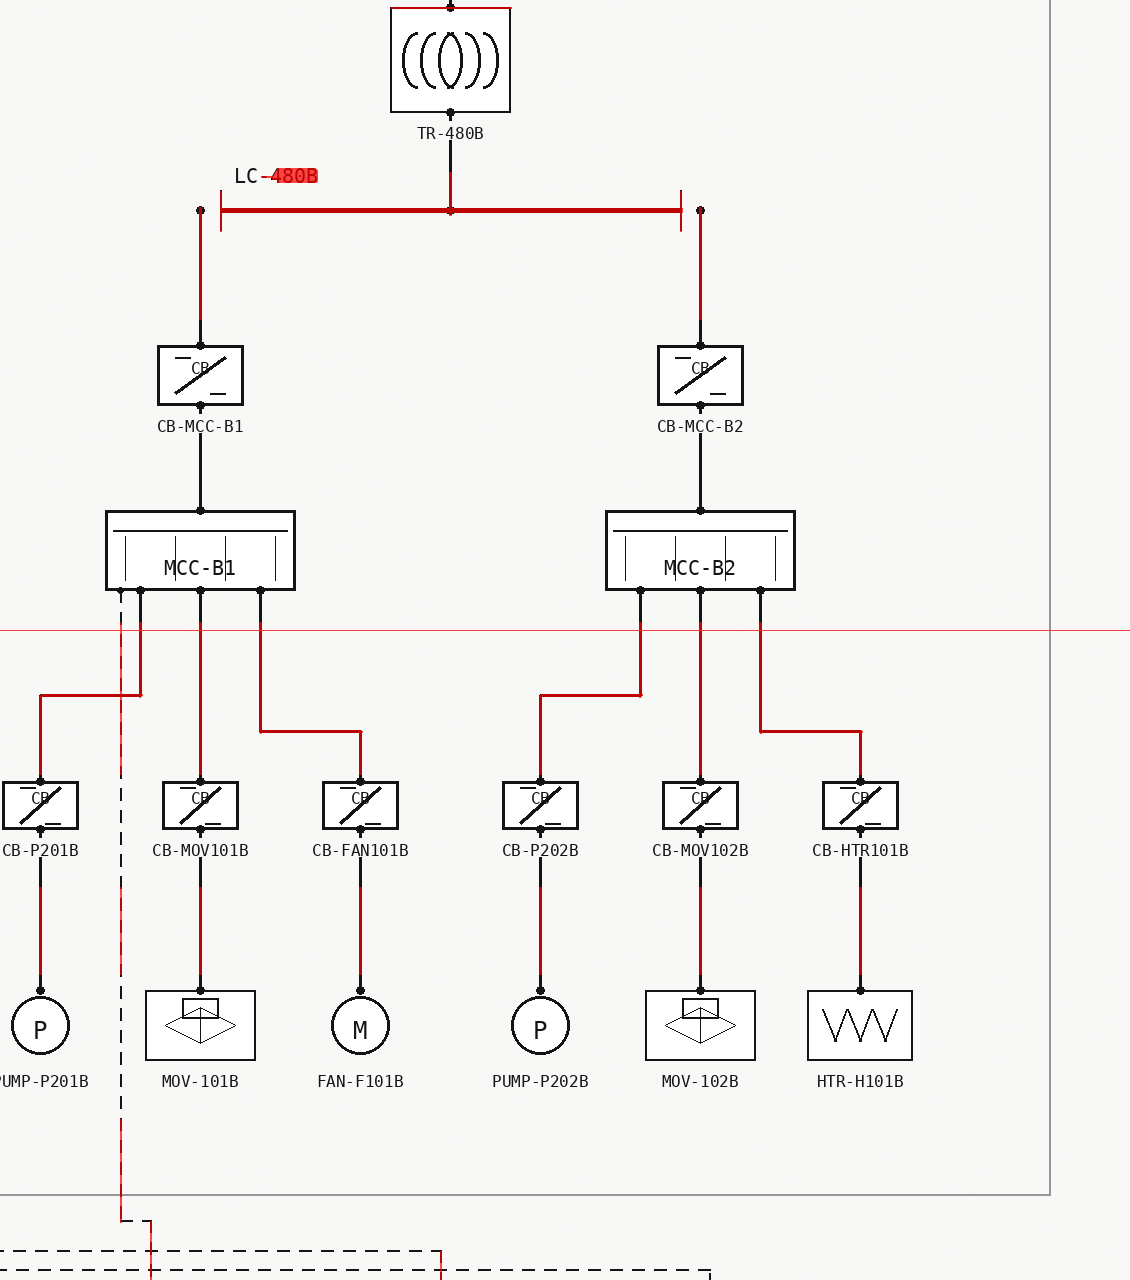 TR-480B
LC-480B
CB
CB
CB-MCC-B1
CB-MCC-B2
MCC-B1
MCC-B2
CB
CB
CB
CB
CB
CB
CB-P201B
CB-MOV101B
CB-FAN101B
CB-P202B
CB-MOV102B
CB-HTR101B
P
M
P
PUMP-P201B
MOV-101B
FAN-F101B
PUMP-P202B
MOV-102B
HTR-H101B